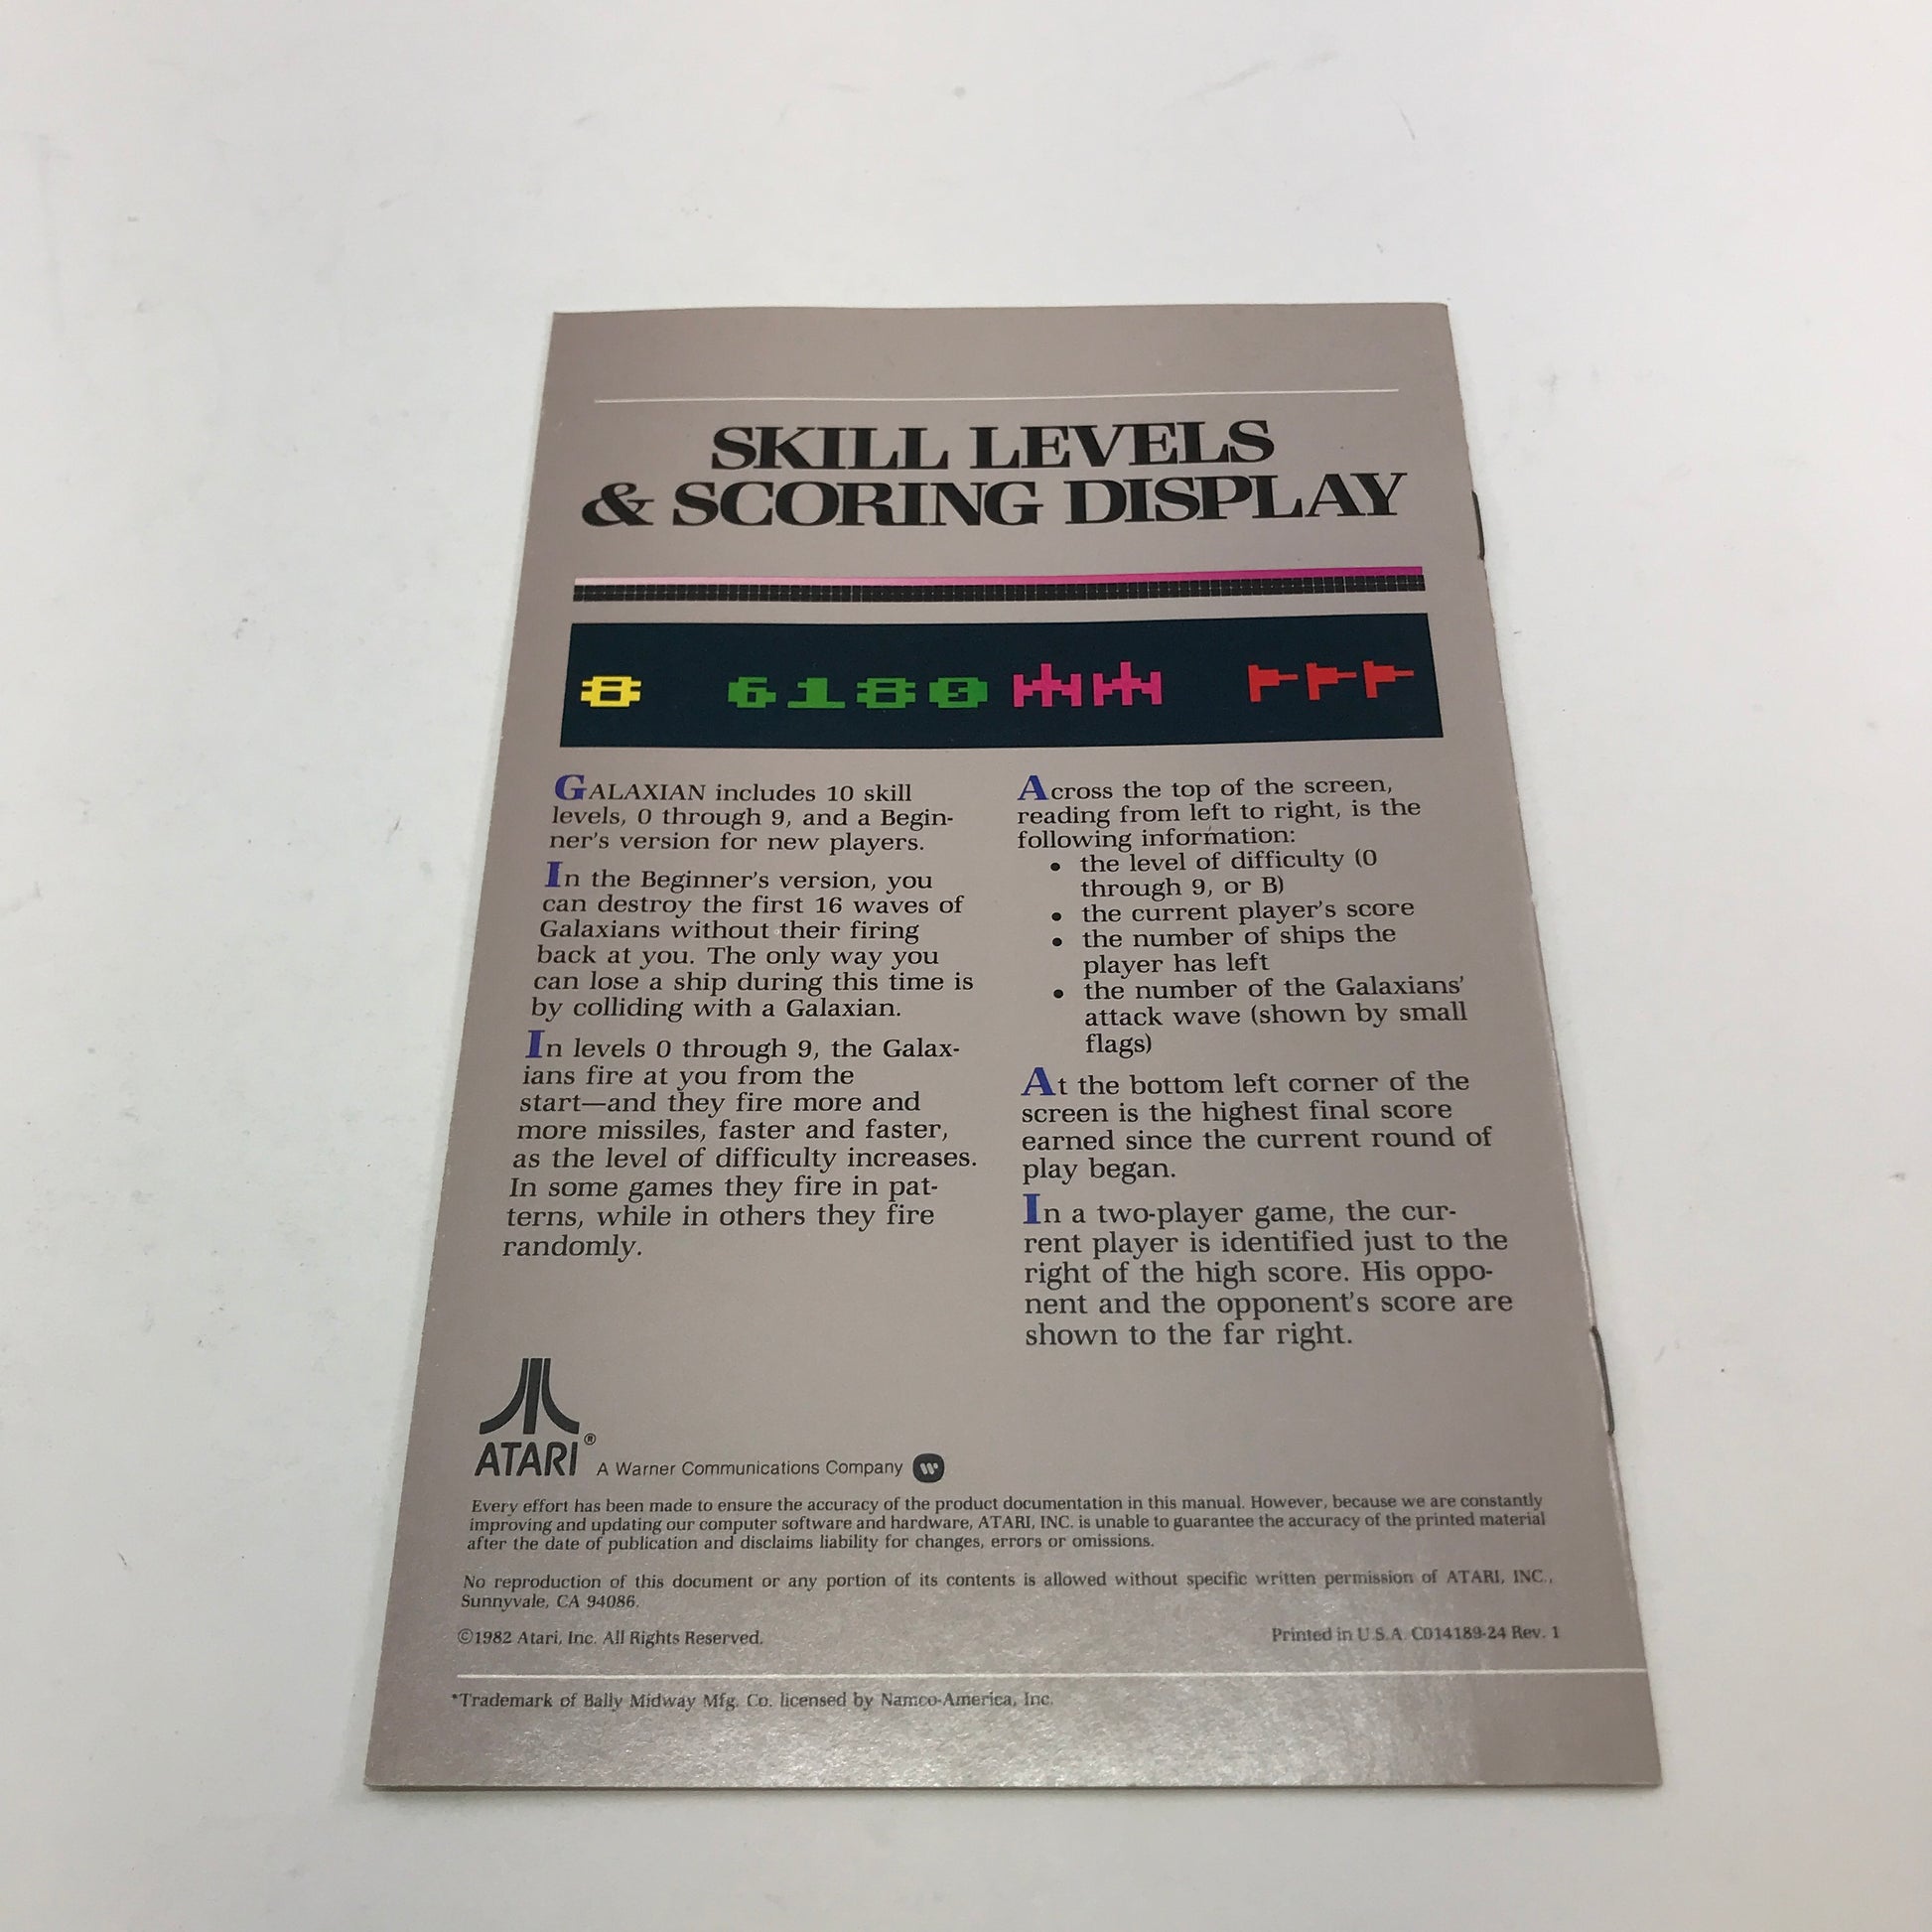 SKILL LEVELS
& SCORING DISPLAY
8 6180
GALAXIAN includes 10 skill
levels, 0 through 9, and a Begin-
ner's version for new players.
In the Beginner's version, you
can destroy the first 16 waves of
Galaxians without their firing
back at you. The only way you
can lose a ship during this time is
by colliding with a Galaxian.
In levels 0 through 9, the Galax-
ians fire at you from the
start—and they fire more and
more missiles, faster and faster,
as the level of difficulty increases.
In some games they fire in pat-
terns, while in others they fire
randomly.
Across the top of the screen,
reading from left to right, is the
following information:
• the level of difficulty (0
through 9, or B)
• the current player's score
• the number of ships the
player has left
• the number of the Galaxians'
attack wave (shown by small
flags)
At the bottom left corner of the
screen is the highest final score
earned since the current round of
play began.
In a two-player game, the cur-
rent player is identified just to the
right of the high score. His oppo-
nent and the opponent's score are
shown to the far right.
ATARI® A Warner Communications Company
Every effort has been made to ensure the accuracy of the product documentation in this manual. However, because we are constantly
improving and updating our computer software and hardware, ATARI, INC. is unable to guarantee the accuracy of the printed material
after the date of publication and disclaims liability for changes, errors or omissions.
No reproduction of this document or any portion of its contents is allowed without specific written permission of ATARI, INC.,
Sunnyvale, CA 94086.
©1982 Atari, Inc. All Rights Reserved. Printed in U.S.A. C014189-24 Rev. 1
*Trademark of Bally Midway Mfg. Co. licensed by Namco-America, Inc.